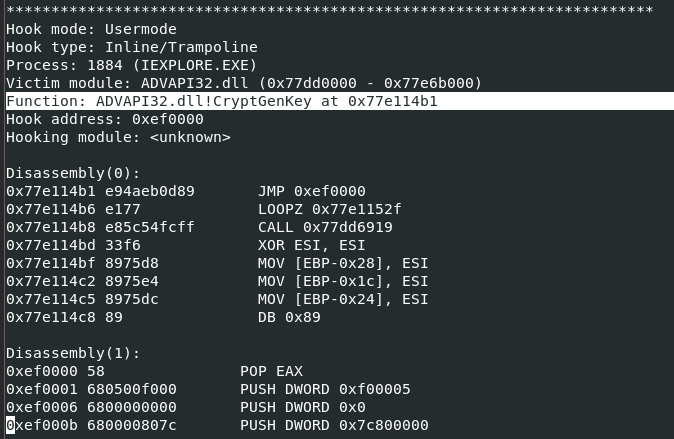 ************************************************************************
Hook mode: Usermode
Hook type: Inline/Trampoline
Process: 1884 (IEXPLORE.EXE)
Victim module: ADVAPI32.dll (0x77dd0000 - 0x77e6b000)
Function: ADVAPI32.dll!CryptGenKey at 0x77e114b1
Hook address: 0xef0000
Hooking module: <unknown>

Disassembly(0):
0x77e114b1 e94aeb0d89       JMP 0xef0000
0x77e114b6 e177             LOOPZ 0x77e1152f
0x77e114b8 e85c54fcff       CALL 0x77dd6919
0x77e114bd 33f6             XOR ESI, ESI
0x77e114bf 8975d8           MOV [EBP-0x28], ESI
0x77e114c2 8975e4           MOV [EBP-0x1c], ESI
0x77e114c5 8975dc           MOV [EBP-0x24], ESI
0x77e114c8 89               DB 0x89

Disassembly(1):
0xef0000 58               POP EAX
0xef0001 680500f000       PUSH DWORD 0xf00005
0xef0006 6800000000       PUSH DWORD 0x0
0xef000b 680000807c       PUSH DWORD 0x7c800000